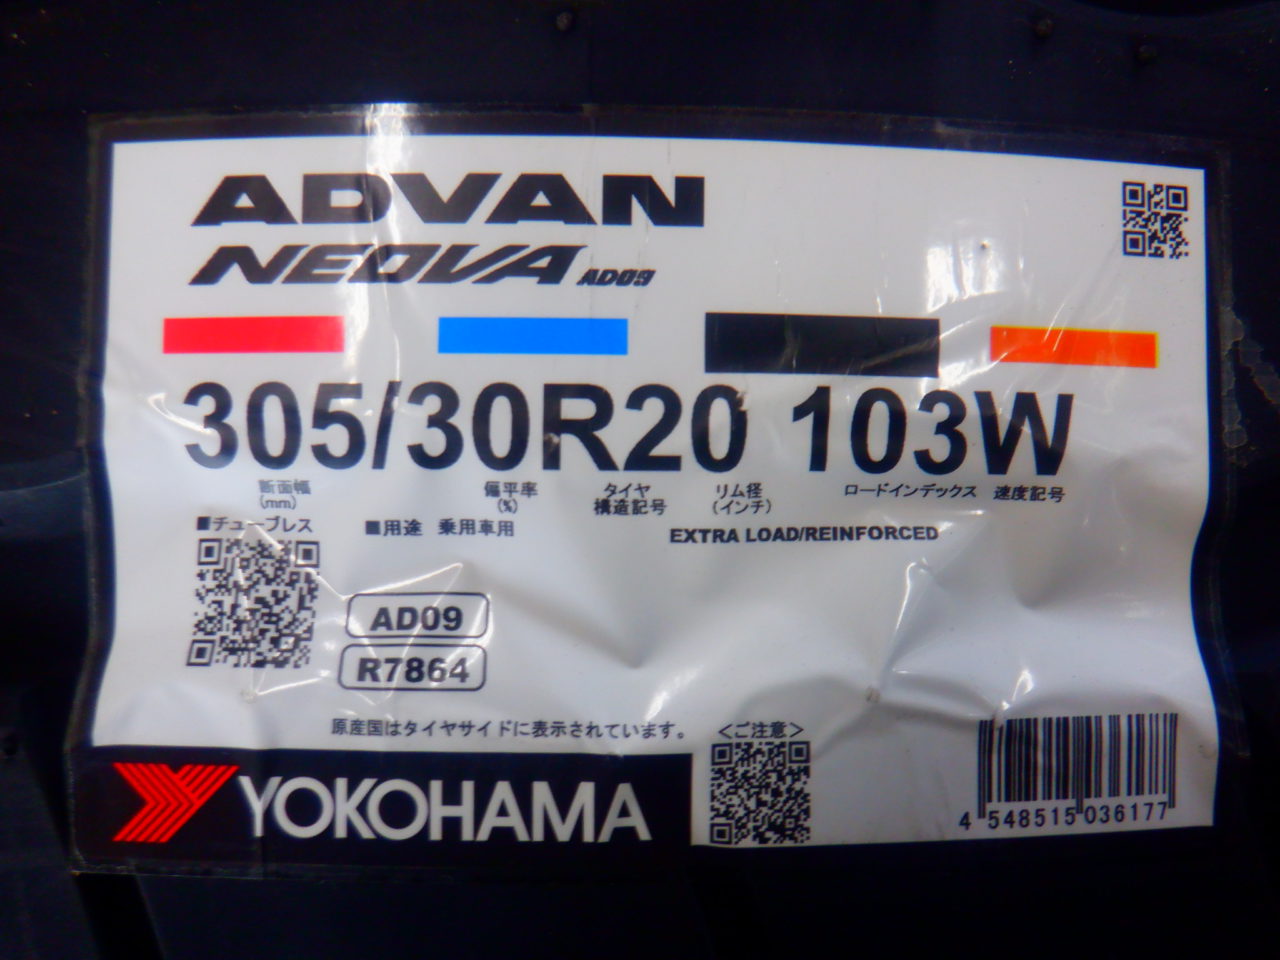 ADVAN
NEOVA AD09
305/30R20 103W
断面幅 (mm)
偏平率 (%)
タイヤ 構造記号
リム径 (インチ)
ロードインデックス
速度記号
■チューブレス
■用途 乗用車用
EXTRA LOAD/REINFORCED
AD09
R7864
原産国はタイヤサイドに表示されています。
<ご注意>
YOKOHAMA
4 548515 036177